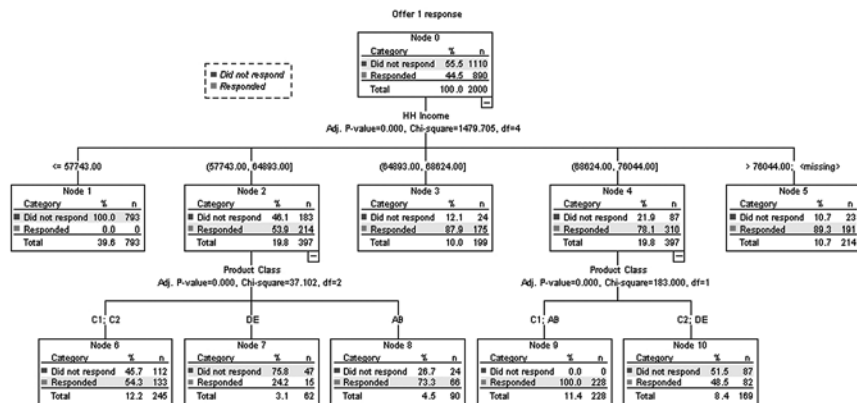 Offer 1 response
Did not respond
Responded
Node 0
Category % n
Did not respond 55.5 1110
Responded 44.5 890
Total 100.0 2000
HH Income
Adj. P-value=0.000, Chi-square=1479.705, df=4
<= 57743.00
(57743.00, 64893.00]
(64893.00, 68624.00]
(68624.00, 76044.00]
> 76044.00; <missing>
Node 1
Category % n
Did not respond 100.0 793
Responded 0.0 0
Total 39.6 793
Node 2
Category % n
Did not respond 46.1 183
Responded 53.9 214
Total 19.8 397
Node 3
Category % n
Did not respond 12.1 24
Responded 87.9 175
Total 10.0 199
Node 4
Category % n
Did not respond 21.9 87
Responded 78.1 310
Total 19.8 397
Node 5
Category % n
Did not respond 10.7 23
Responded 89.3 191
Total 10.7 214
Product Class
Adj. P-value=0.000, Chi-square=37.102, df=2
Product Class
Adj. P-value=0.000, Chi-square=183.000, df=1
C1; C2
DE
AB
C1; AB
C2; DE
Node 6
Category % n
Did not respond 45.7 112
Responded 54.3 133
Total 12.2 245
Node 7
Category % n
Did not respond 75.8 47
Responded 24.2 15
Total 3.1 62
Node 8
Category % n
Did not respond 26.7 24
Responded 73.3 66
Total 4.5 90
Node 9
Category % n
Did not respond 0.0 0
Responded 100.0 228
Total 11.4 228
Node 10
Category % n
Did not respond 51.5 87
Responded 48.5 82
Total 8.4 169